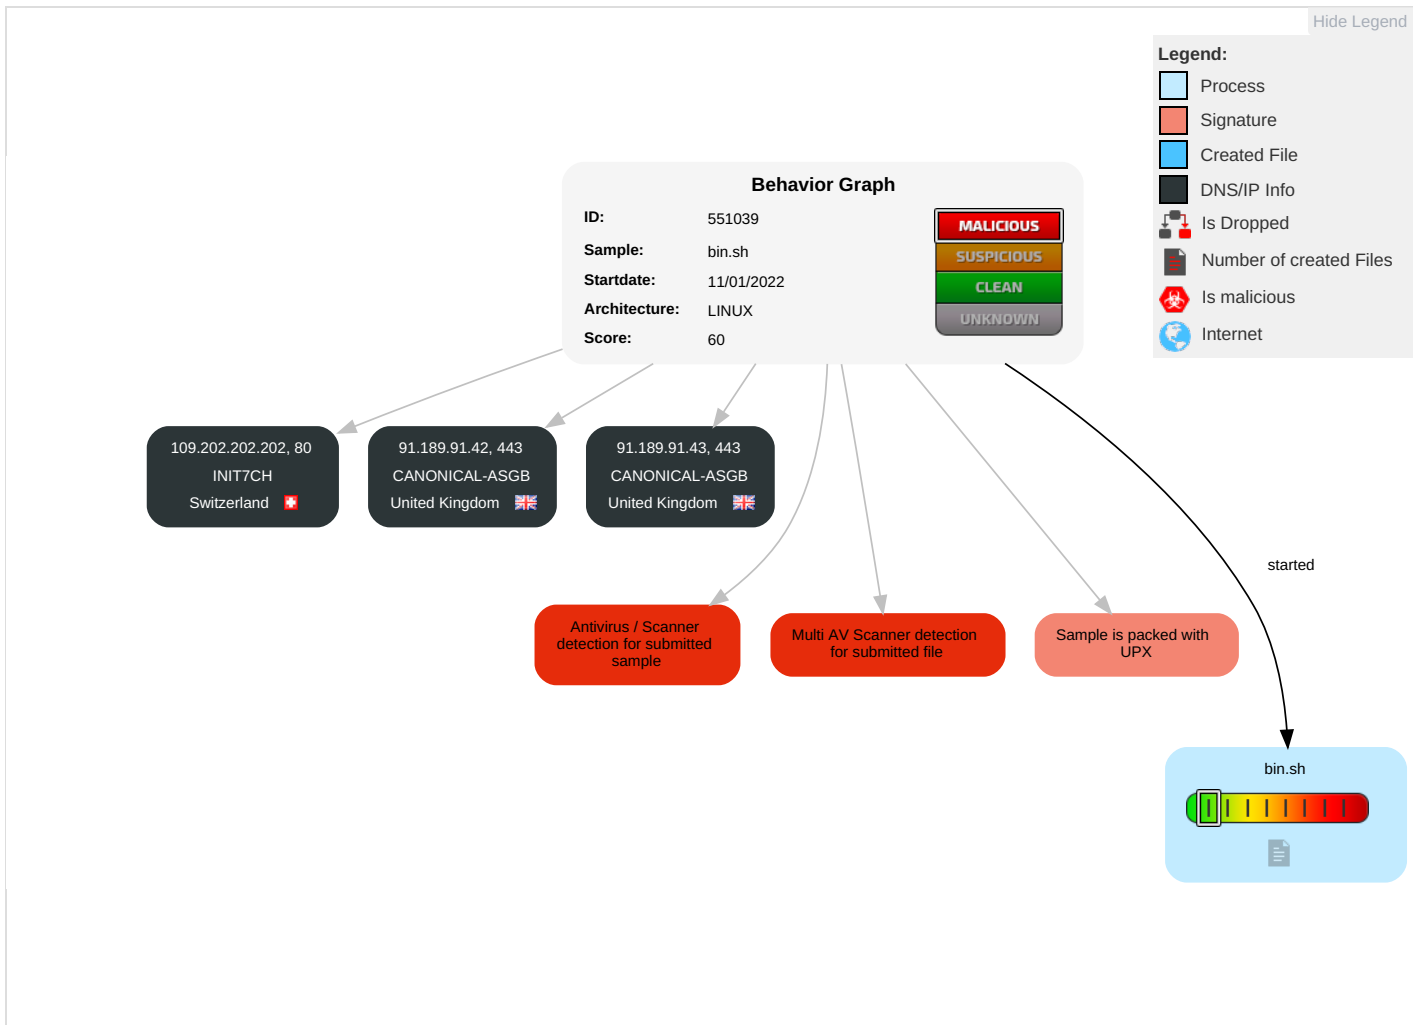 Hide Legend
Legend:
Process
Signature
Created File
DNS/IP Info
Is Dropped
Number of created Files
Is malicious
Internet
Behavior Graph
ID: 551039
Sample: bin.sh
Startdate: 11/01/2022
Architecture: LINUX
Score: 60
MALICIOUS
SUSPICIOUS
CLEAN
UNKNOWN
109.202.202.202, 80
INIT7CH
Switzerland
91.189.91.42, 443
CANONICAL-ASGB
United Kingdom
91.189.91.43, 443
CANONICAL-ASGB
United Kingdom
started
Antivirus / Scanner
detection for submitted
sample
Multi AV Scanner detection
for submitted file
Sample is packed with
UPX
bin.sh